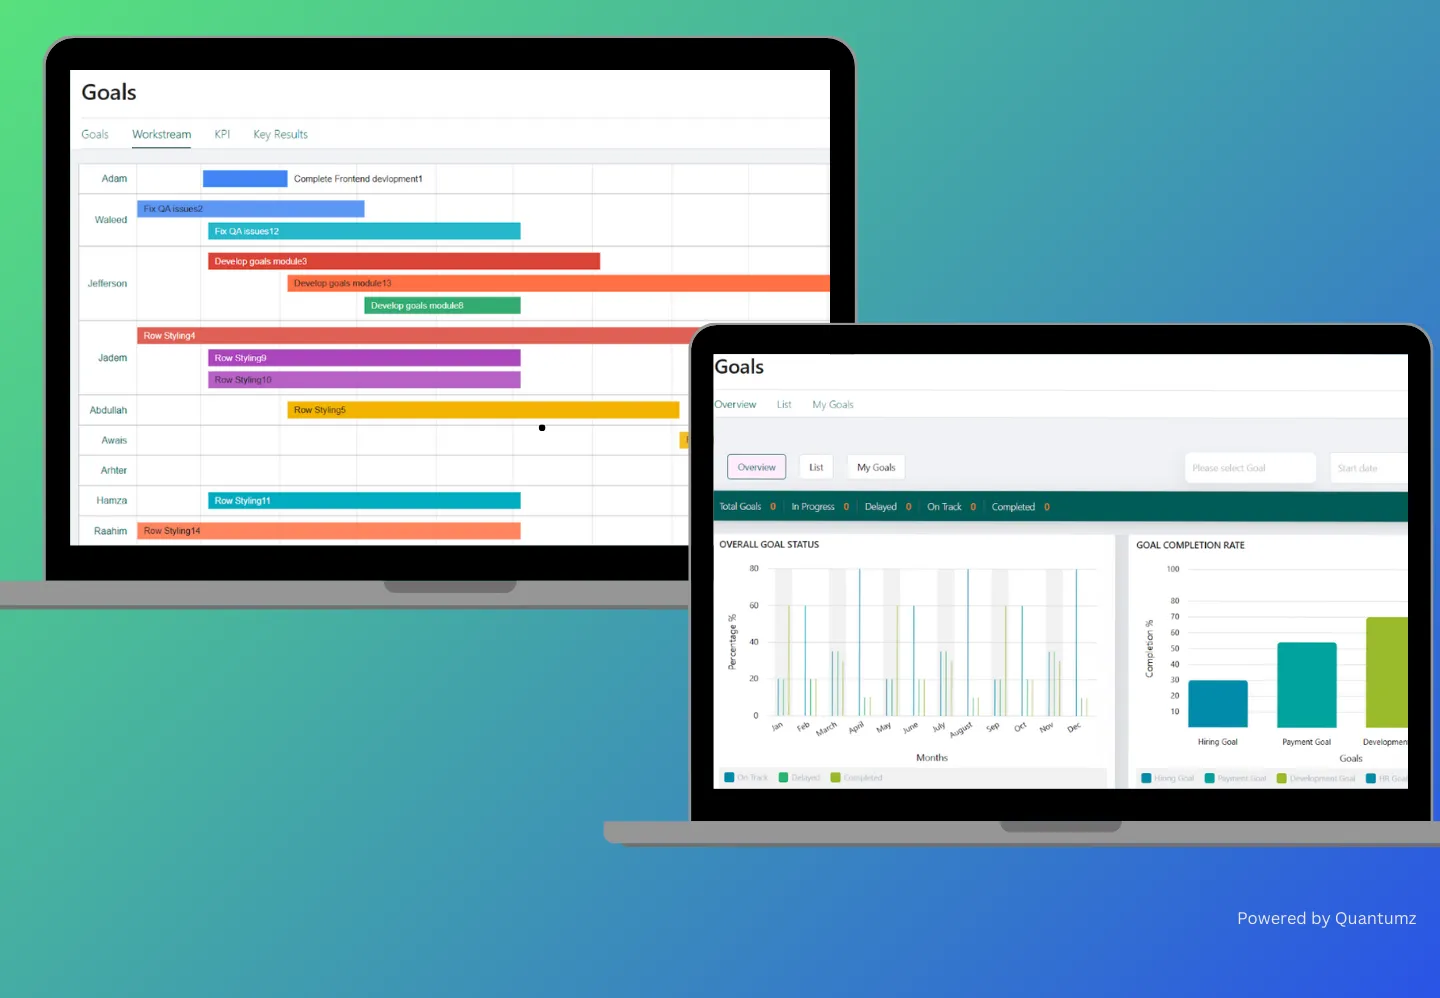 Goals
Goals Workstream KPI Key Results
Adam Complete Frontend devlopment1
Waleed Fix QA issues2
Fix QA issues12
Jefferson Develop goals module3
Develop goals module13
Develop goals module8
Jadem Row Styling4
Row Styling9
Row Styling10
Abdullah Row Styling5
Awais
Arhter
Hamza Row Styling11
Raahim Row Styling14
Goals
Overview List My Goals
Overview List My Goals Please select Goal Start date
Total Goals 0 In Progress 0 Delayed 0 On Track 0 Completed 0
OVERALL GOAL STATUS
80
60
40
20
0
Percentage %
Jan Feb March April May June July August Sep Oct Nov Dec
Months
On Track Delayed Completed
GOAL COMPLETION RATE
100
80
70
60
50
40
30
20
10
Completion %
Hiring Goal Payment Goal Development
Goals
Hiring Goal Payment Goal Development Goal HR Goal
Powered by Quantumz